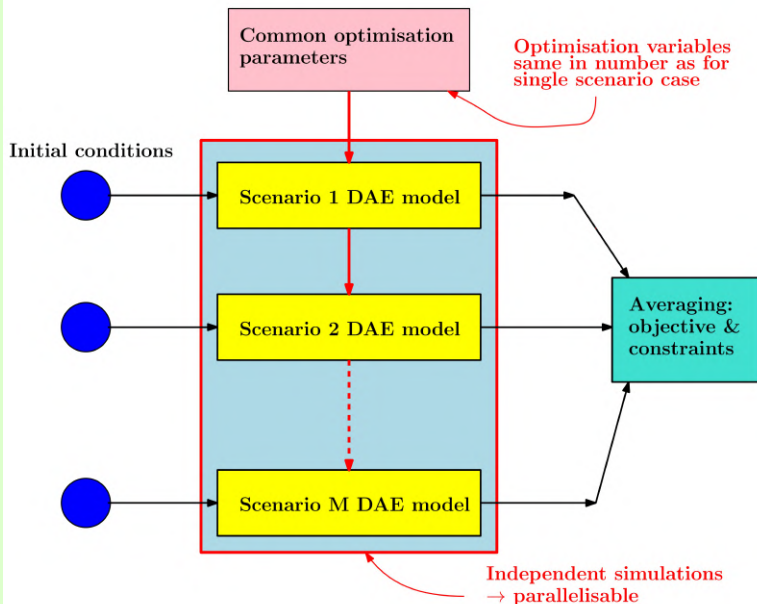 Common optimisation
parameters
Optimisation variables
same in number as for
single scenario case
Initial conditions
Scenario 1 DAE model
Scenario 2 DAE model
Averaging:
objective &
constraints
Scenario M DAE model
Independent simulations
→ parallelisable